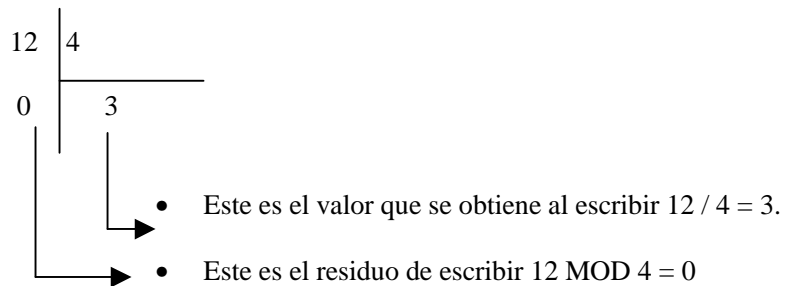 12 4
0 3
• Este es el valor que se obtiene al escribir 12 / 4 = 3.
• Este es el residuo de escribir 12 MOD 4 = 0